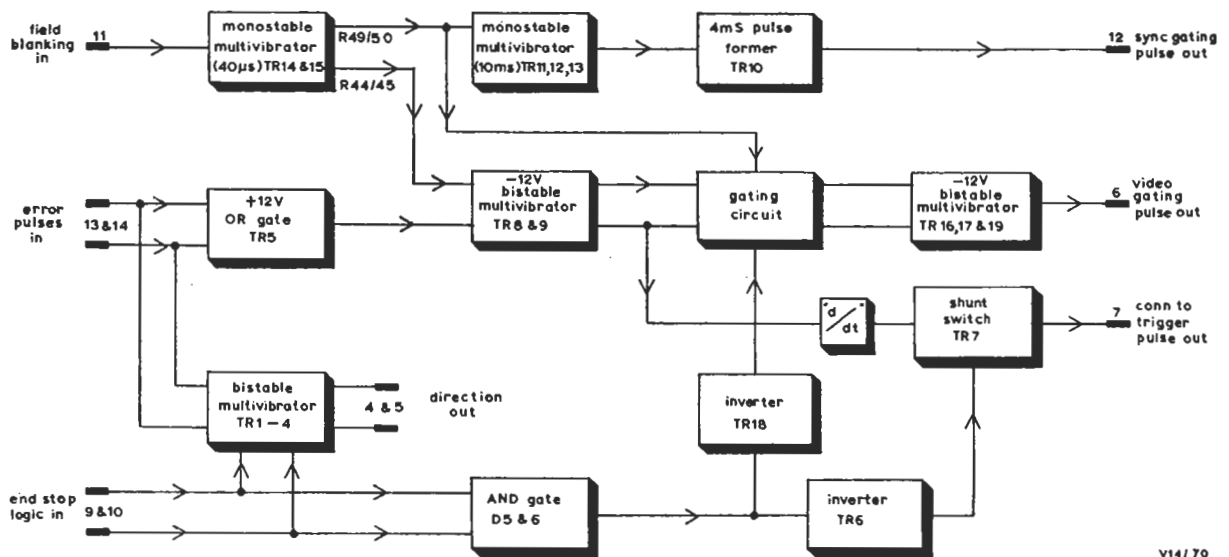 field
blanking
in
11
monostable
multivibrator
(40µs)TR14&15
R49/50
R44/45
monostable
multivibrator
(10ms)TR11,12,13
4mS pulse
former
TR10
12
sync gating
pulse out
error
pulses
in
13&14
+12V
OR gate
TR5
-12V
bistable
multivibrator
TR8&9
gating
circuit
-12V
bistable
multivibrator
TR16,17&19
6
video
gating
pulse out
d/dt
shunt
switch
TR7
7
conn to
trigger
pulse out
bistable
multivibrator
TR1-4
4&5
direction
out
inverter
TR18
end stop
logic in
9&10
AND gate
D5&6
inverter
TR6
V14/79